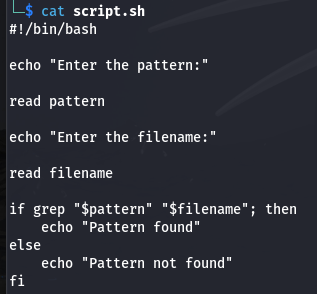 └─$ cat script.sh
#!/bin/bash

echo "Enter the pattern:"

read pattern

echo "Enter the filename:"

read filename

if grep "$pattern" "$filename"; then
    echo "Pattern found"
else
    echo "Pattern not found"
fi